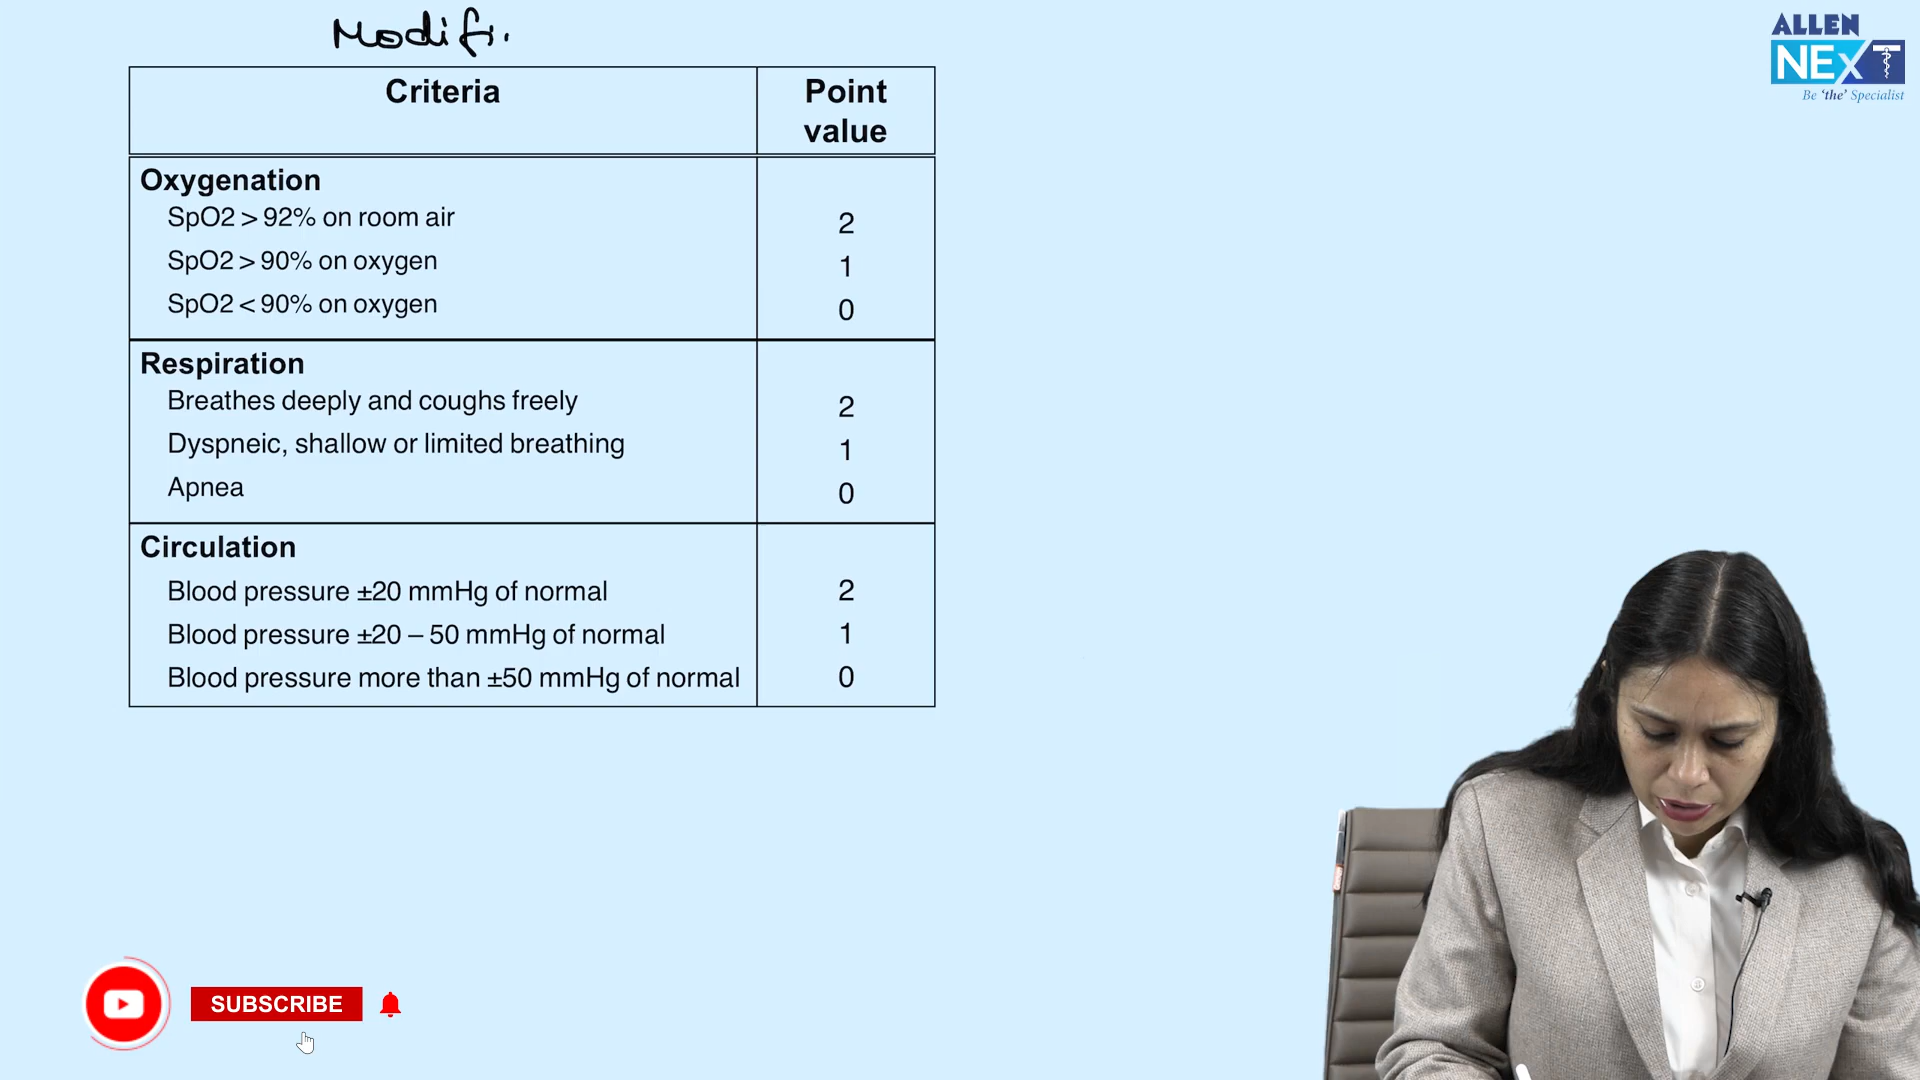 Modifi.
ALLEN
NEXT
Be 'the' Specialist
Criteria Point value
Oxygenation
SpO2 > 92% on room air 2
SpO2 > 90% on oxygen 1
SpO2 < 90% on oxygen 0
Respiration
Breathes deeply and coughs freely 2
Dyspneic, shallow or limited breathing 1
Apnea 0
Circulation
Blood pressure ±20 mmHg of normal 2
Blood pressure ±20 – 50 mmHg of normal 1
Blood pressure more than ±50 mmHg of normal 0
SUBSCRIBE